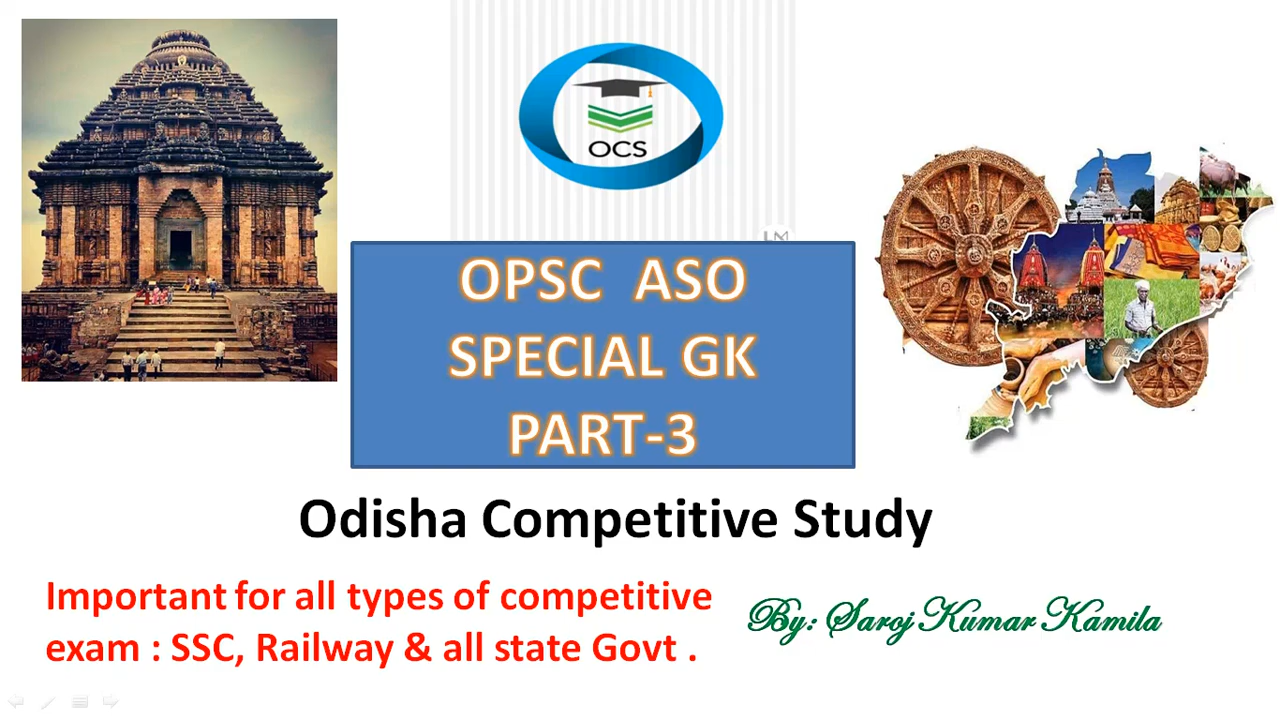 OCS
OPSC ASO
SPECIAL GK
PART-3
Odisha Competitive Study
Important for all types of competitive
exam : SSC, Railway & all state Govt .
By: Saroj Kumar Kamila